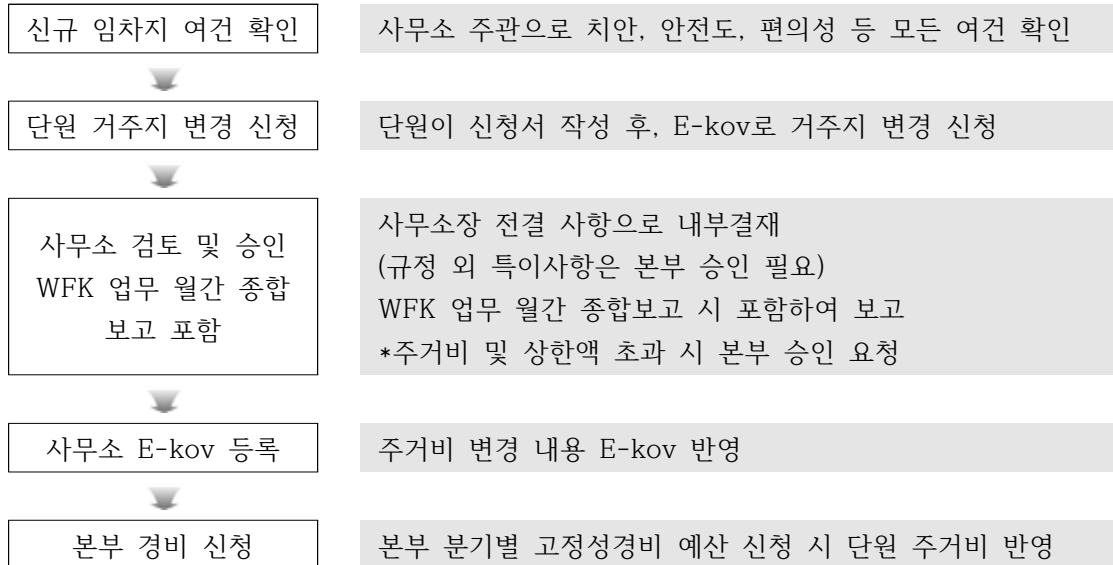 신규 임차지 여건 확인
사무소 주관으로 치안, 안전도, 편의성 등 모든 여건 확인
단원 거주지 변경 신청
단원이 신청서 작성 후, E-kov로 거주지 변경 신청
사무소 검토 및 승인
WFK 업무 월간 종합
보고 포함
사무소장 전결 사항으로 내부결재
(규정 외 특이사항은 본부 승인 필요)
WFK 업무 월간 종합보고 시 포함하여 보고
*주거비 및 상한액 초과 시 본부 승인 요청
사무소 E-kov 등록
주거비 변경 내용 E-kov 반영
본부 경비 신청
본부 분기별 고정성경비 예산 신청 시 단원 주거비 반영